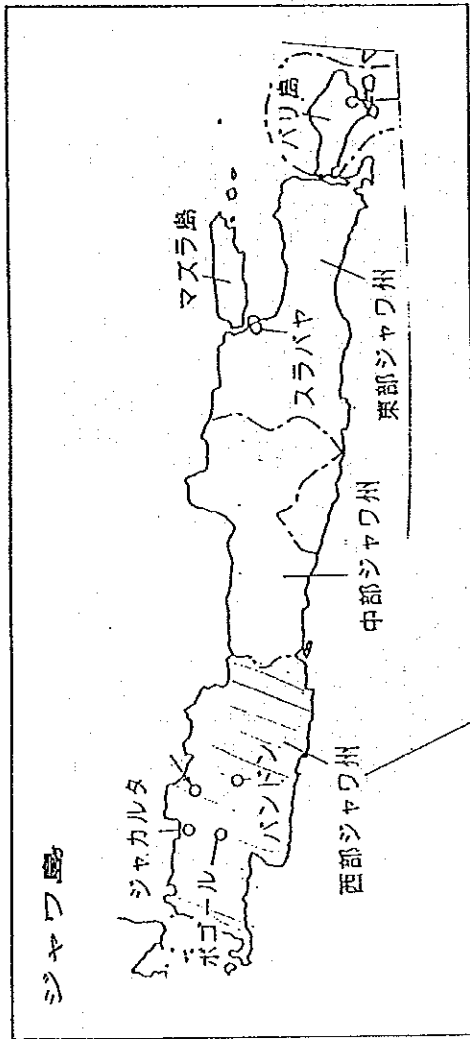 ジャワ島
ジャカルタ
ボゴール
バンドン
西部ジャワ州
中部ジャワ州
東部ジャワ州
スラバヤ
マズラ島
バリ島